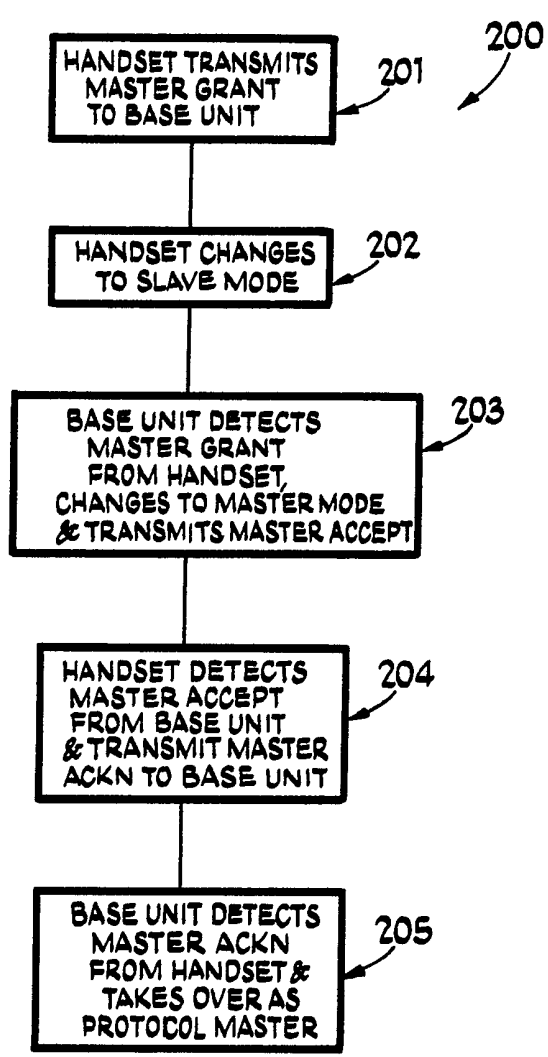 200
HANDSET TRANSMITS
MASTER GRANT
TO BASE UNIT
201
HANDSET CHANGES
TO SLAVE MODE
202
BASE UNIT DETECTS
MASTER GRANT
FROM HANDSET,
CHANGES TO MASTER MODE
& TRANSMITS MASTER ACCEPT
203
HANDSET DETECTS
MASTER ACCEPT
FROM BASE UNIT
& TRANSMIT MASTER
ACKN TO BASE UNIT
204
BASE UNIT DETECTS
MASTER ACKN
FROM HANDSET &
TAKES OVER AS
PROTOCOL MASTER
205